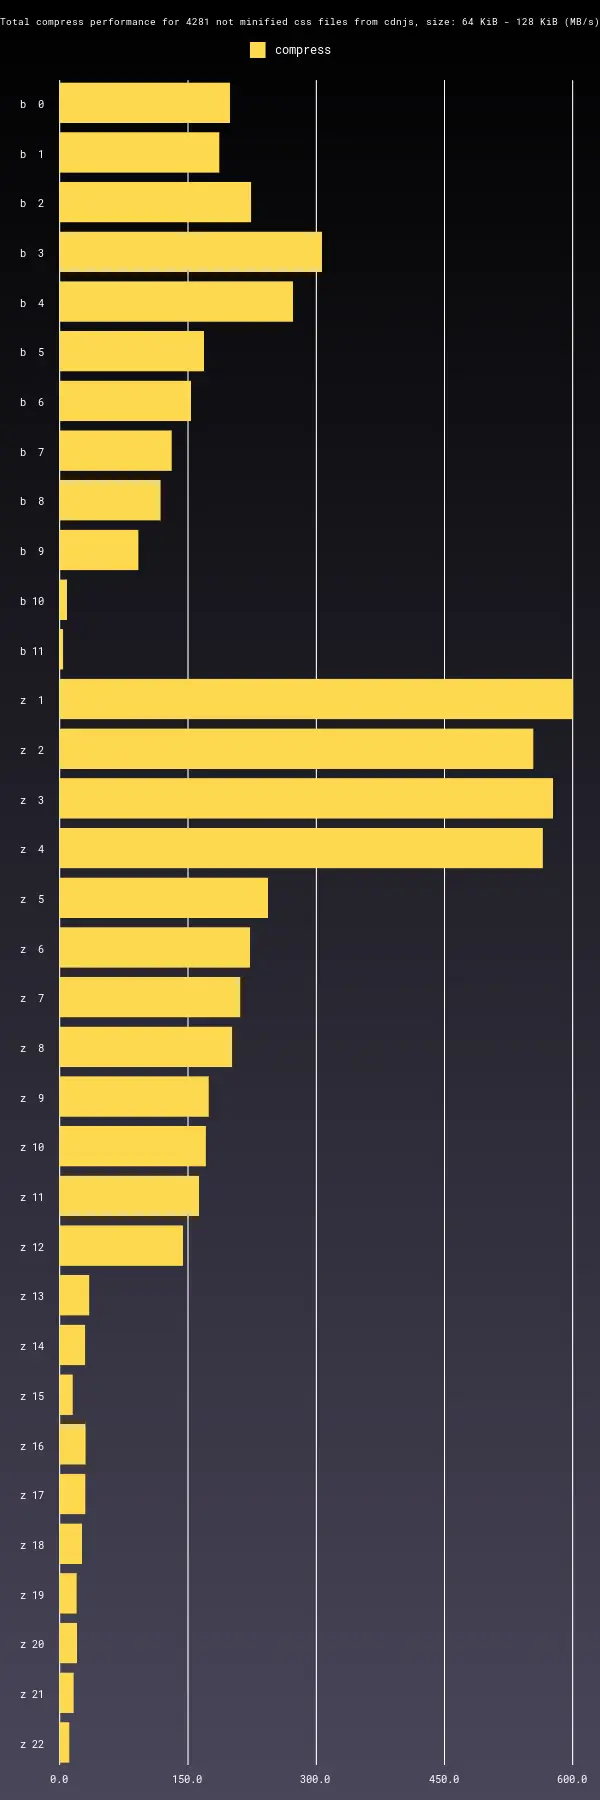 Total compress performance for 4281 not minified css files from cdnjs, size: 64 KiB - 128 KiB (MB/s)
compress
b 0
b 1
b 2
b 3
b 4
b 5
b 6
b 7
b 8
b 9
b 10
b 11
z 1
z 2
z 3
z 4
z 5
z 6
z 7
z 8
z 9
z 10
z 11
z 12
z 13
z 14
z 15
z 16
z 17
z 18
z 19
z 20
z 21
z 22
0.0 150.0 300.0 450.0 600.0